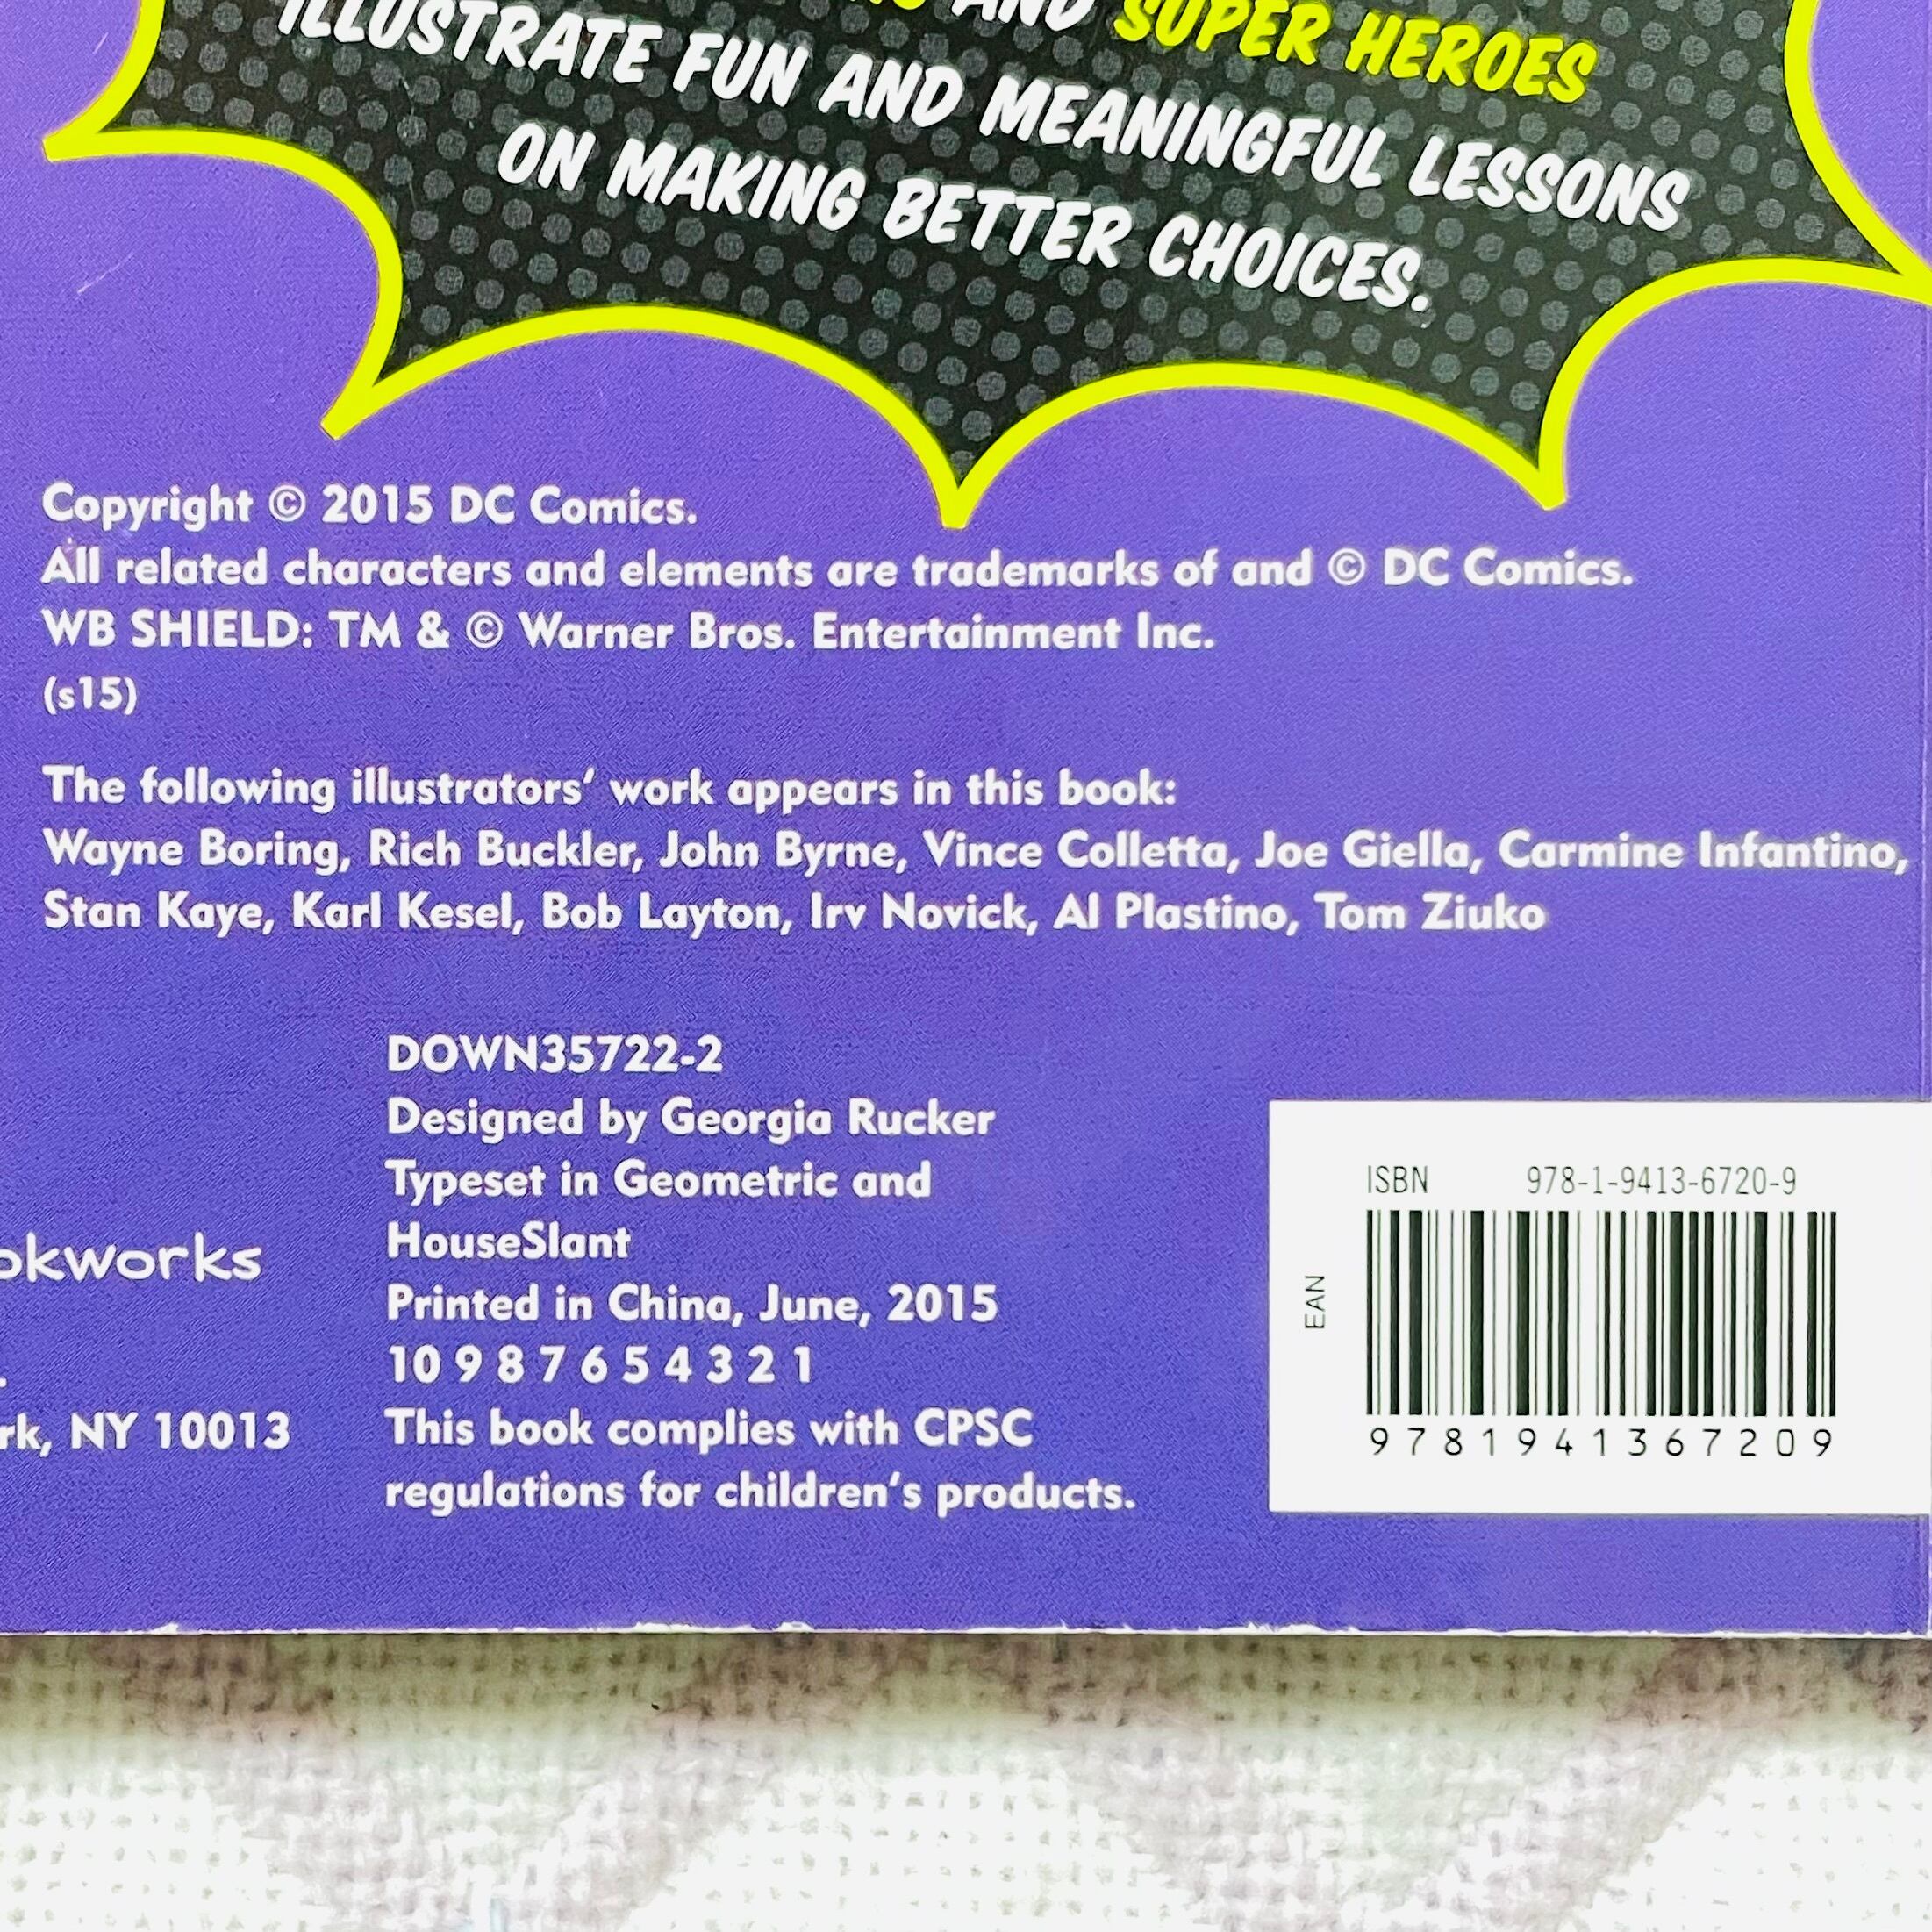 AND SUPER HEROES
ILLUSTRATE FUN AND MEANINGFUL LESSONS
ON MAKING BETTER CHOICES.
Copyright © 2015 DC Comics.
All related characters and elements are trademarks of and © DC Comics.
WB SHIELD: TM & © Warner Bros. Entertainment Inc.
(s15)
The following illustrators‘ work appears in this book:
Wayne Boring, Rich Buckler, John Byrne, Vince Colletta, Joe Giella, Carmine Infantino,
Stan Kaye, Karl Kesel, Bob Layton, Irv Novick, Al Plastino, Tom Ziuko
okworks
rk, NY 10013
DOWN35722-2
Designed by Georgia Rucker
Typeset in Geometric and
HouseSlant
Printed in China, June, 2015
10 9 8 7 6 5 4 3 2 1
This book complies with CPSC
regulations for children‘s products.
ISBN 978-1-9413-6720-9
EAN
9781941367209